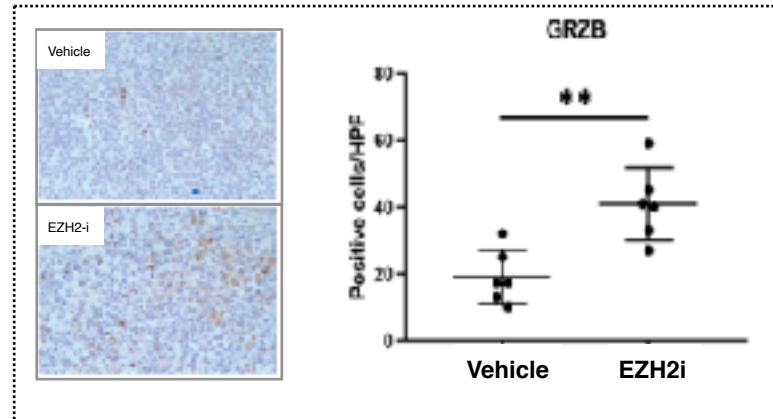 Vehicle
EZH2-i
GRZB
**
Positive cells/HPF
80
60
40
20
0
Vehicle
EZH2i